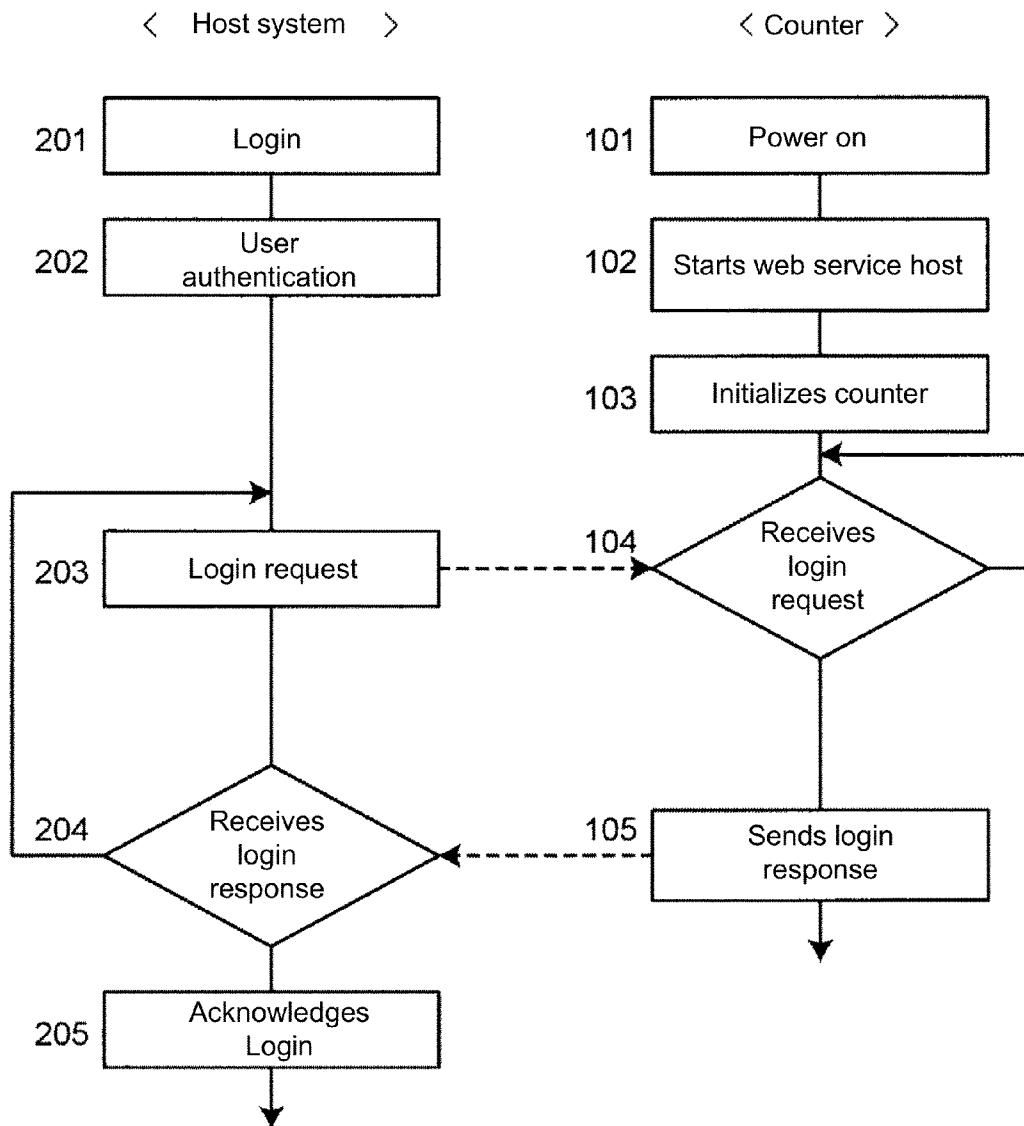 < Host system >
< Counter >
201
Login
101
Power on
202
User
authentication
102
Starts web service host
103
Initializes counter
203
Login request
104
Receives
login
request
204
Receives
login
response
105
Sends login
response
205
Acknowledges
Login